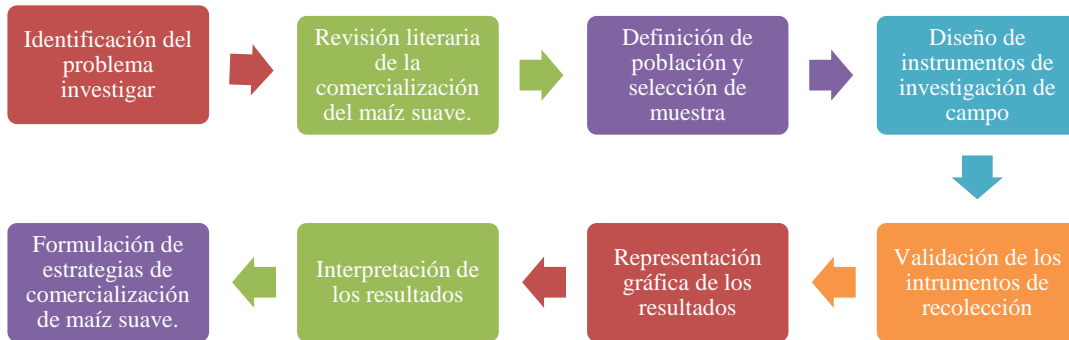 Identificación del
problema
investigar
Revisión literaria
de la
comercialización
del maíz suave.
Definición de
población y
selección de
muestra
Diseño de
instrumentos de
investigación de
campo
Validación de los
intrumentos de
recolección
Representación
gráfica de los
resultados
Interpretación de
los resultados
Formulación de
estrategias de
comercialización
de maíz suave.